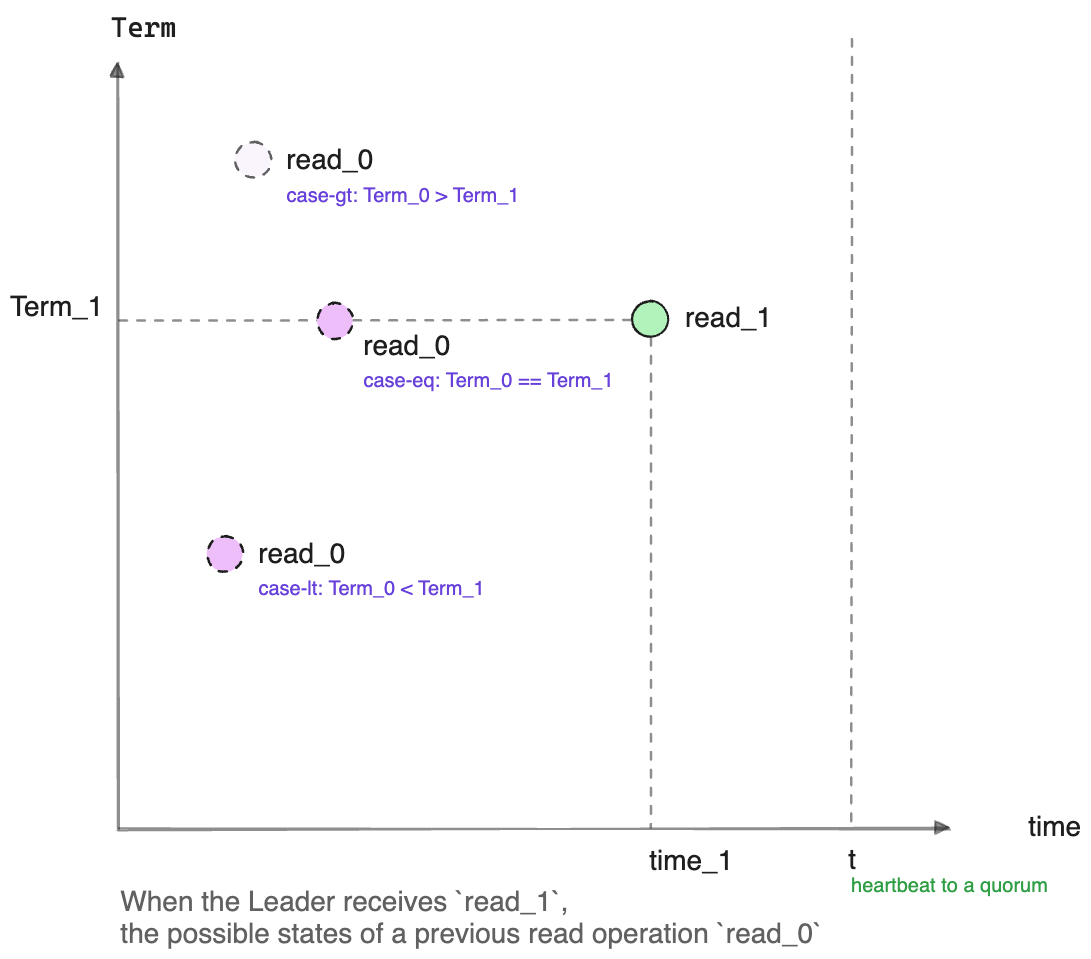 Term
read_0
case-gt: Term_0 > Term_1
Term_1
read_1
read_0
case-eq: Term_0 == Term_1
read_0
case-lt: Term_0 < Term_1
time
time_1
t
heartbeat to a quorum
When the Leader receives `read_1`,
the possible states of a previous read operation `read_0`